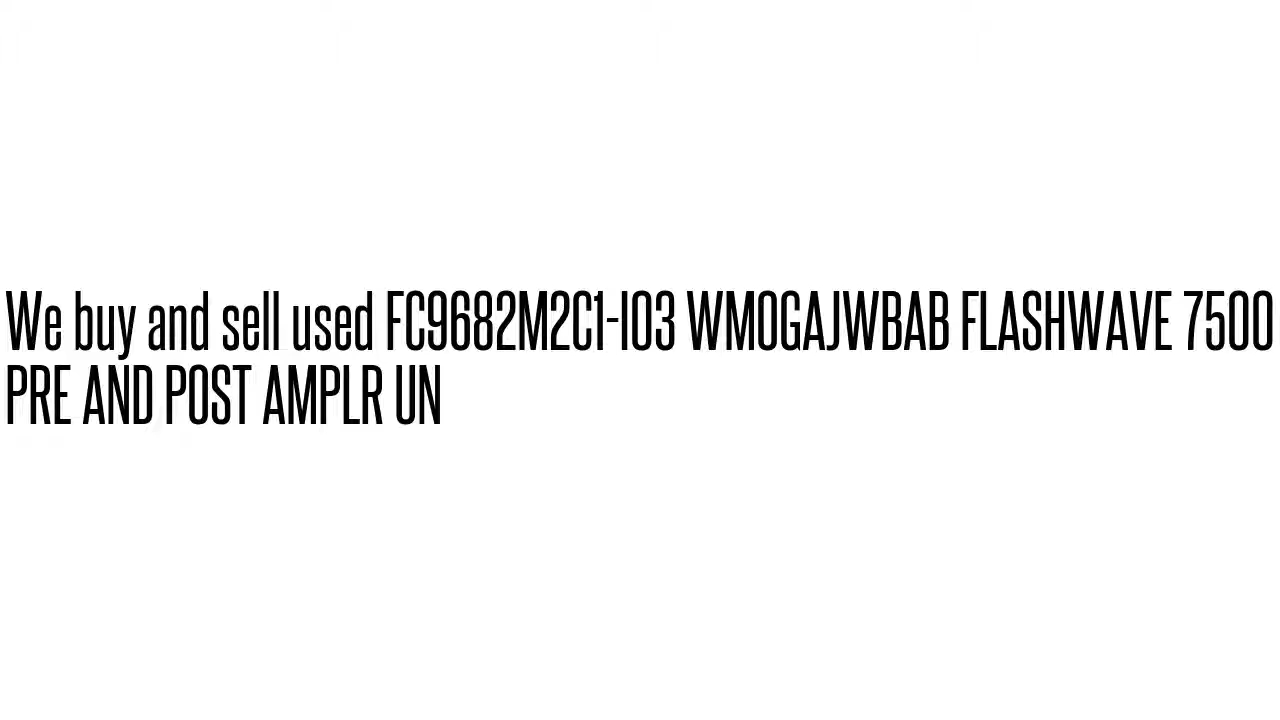 We buy and sell used FC9682M2C1-I03 WMOGAJWBAB FLASHWAVE 7500
PRE AND POST AMPLR UN